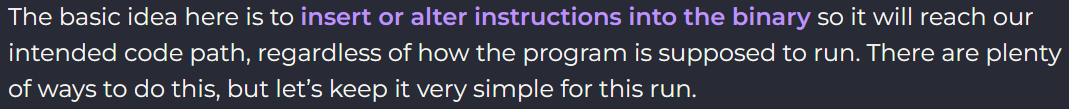 The basic idea here is to insert or alter instructions into the binary so it will reach our
intended code path, regardless of how the program is supposed to run. There are plenty
of ways to do this, but let’s keep it very simple for this run.